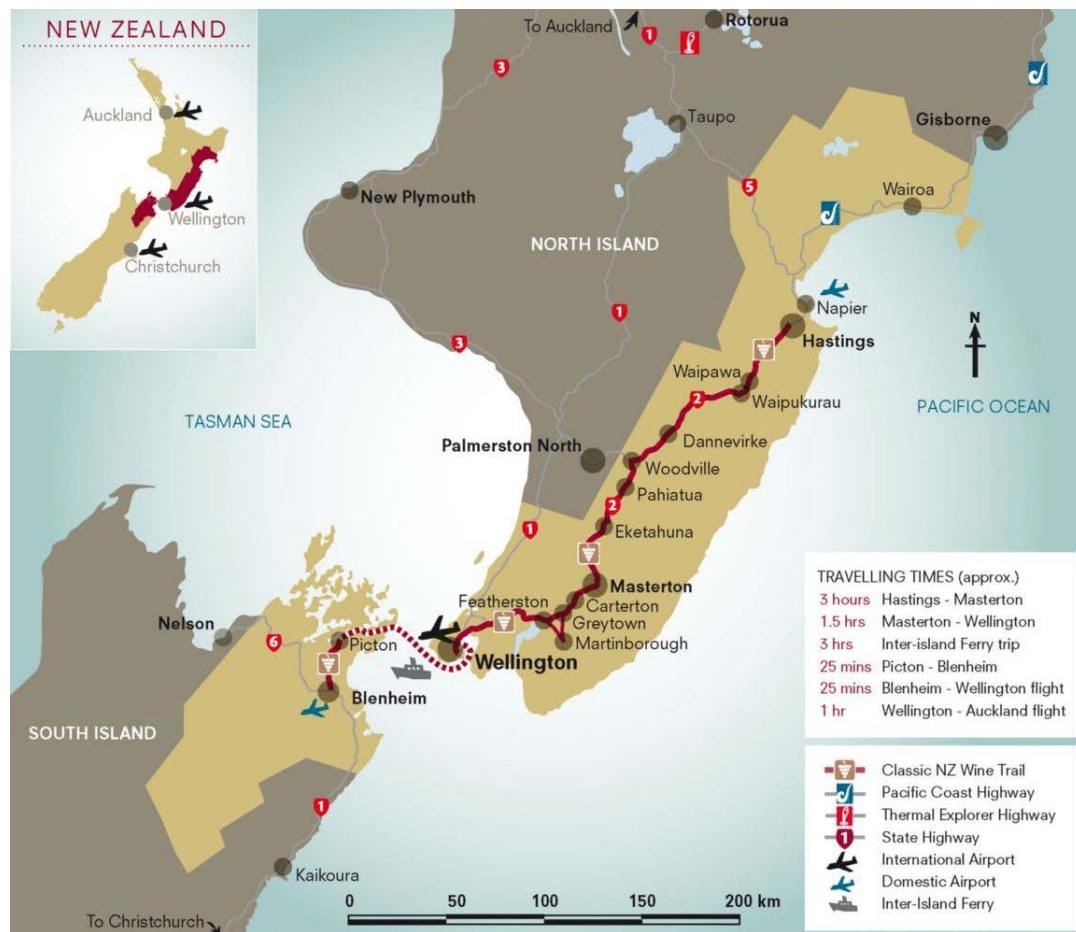 NEW ZEALAND
Auckland
Wellington
Christchurch
To Auckland
1
Rotorua
3
Taupo
Gisborne
New Plymouth
5
Wairoa
NORTH ISLAND
1
Napier
N
3
Hastings
Waipawa
Waipukurau
2
TASMAN SEA
PACIFIC OCEAN
Dannevirke
Palmerston North
Woodville
Pahiatua
2
1
Eketahuna
Masterton
Featherston
Carterton
Greytown
Nelson
6
Picton
Martinborough
Wellington
Blenheim
SOUTH ISLAND
1
Kaikoura
To Christchurch
0 50 100 150 200 km
TRAVELLING TIMES (approx.)
3 hours Hastings - Masterton
1.5 hrs Masterton - Wellington
3 hrs Inter-island Ferry trip
25 mins Picton - Blenheim
25 mins Blenheim - Wellington flight
1 hr Wellington - Auckland flight
Classic NZ Wine Trail
Pacific Coast Highway
Thermal Explorer Highway
1 State Highway
International Airport
Domestic Airport
Inter-Island Ferry